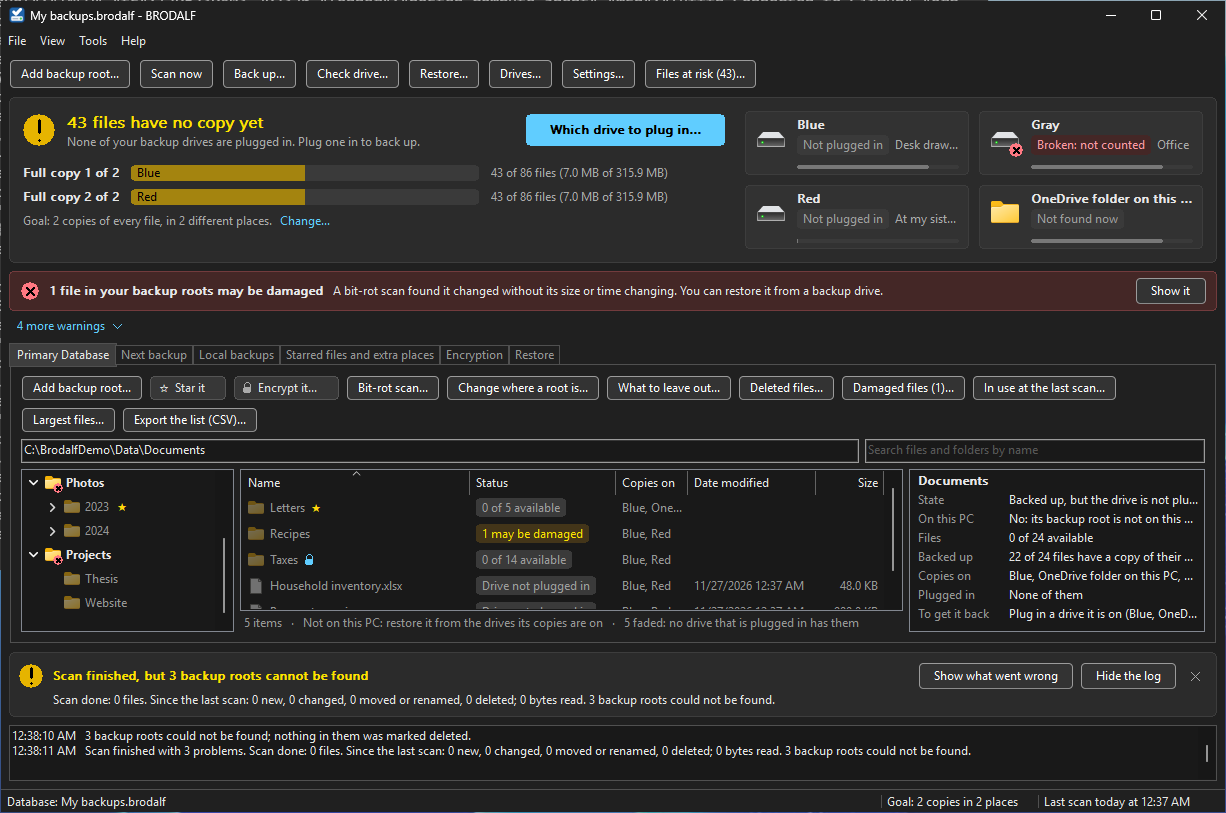 My backups.brodalf - BRODALF
File View Tools Help
Add backup root... Scan now Back up... Check drive... Restore... Drives... Settings... Files at risk (43)...
43 files have no copy yet
None of your backup drives are plugged in. Plug one in to back up.
Which drive to plug in...
Full copy 1 of 2 Blue 43 of 86 files (7.0 MB of 315.9 MB)
Full copy 2 of 2 Red 43 of 86 files (7.0 MB of 315.9 MB)
Goal: 2 copies of every file, in 2 different places. Change...
Blue
Not plugged in Desk draw...
Gray
Broken: not counted Office
Red
Not plugged in At my sist...
OneDrive folder on this ...
Not found now
1 file in your backup roots may be damaged A bit-rot scan found it changed without its size or time changing. You can restore it from a backup drive. Show it
4 more warnings
Primary Database Next backup Local backups Starred files and extra places Encryption Restore
Add backup root... Star it Encrypt it... Bit-rot scan... Change where a root is... What to leave out... Deleted files... Damaged files (1)... In use at the last scan...
Largest files... Export the list (CSV)...
C:\BrodalfDemo\Data\Documents Search files and folders by name
Photos
2023
2024
Projects
Thesis
Website
Name Status Copies on Date modified Size
Letters 0 of 5 available Blue, One...
Recipes 1 may be damaged Blue, Red
Taxes 0 of 14 available Blue, Red
Household inventory.xlsx Drive not plugged in Blue, Red 11/27/2026 12:37 AM 48.0 KB
5 items · Not on this PC: restore it from the drives its copies are on · 5 faded: no drive that is plugged in has them
Documents
State Backed up, but the drive is not plu...
On this PC No: its backup root is not on this ...
Files 0 of 24 available
Backed up 22 of 24 files have a copy of their ...
Copies on Blue, OneDrive folder on this PC, ...
Plugged in None of them
To get it back Plug in a drive it is on (Blue, OneD...
Scan finished, but 3 backup roots cannot be found
Scan done: 0 files. Since the last scan: 0 new, 0 changed, 0 moved or renamed, 0 deleted; 0 bytes read. 3 backup roots could not be found.
Show what went wrong Hide the log
12:38:10 AM 3 backup roots could not be found; nothing in them was marked deleted.
12:38:11 AM Scan finished with 3 problems. Scan done: 0 files. Since the last scan: 0 new, 0 changed, 0 moved or renamed, 0 deleted; 0 bytes read. 3 backup roots could not be found.
Database: My backups.brodalf Goal: 2 copies in 2 places Last scan today at 12:37 AM